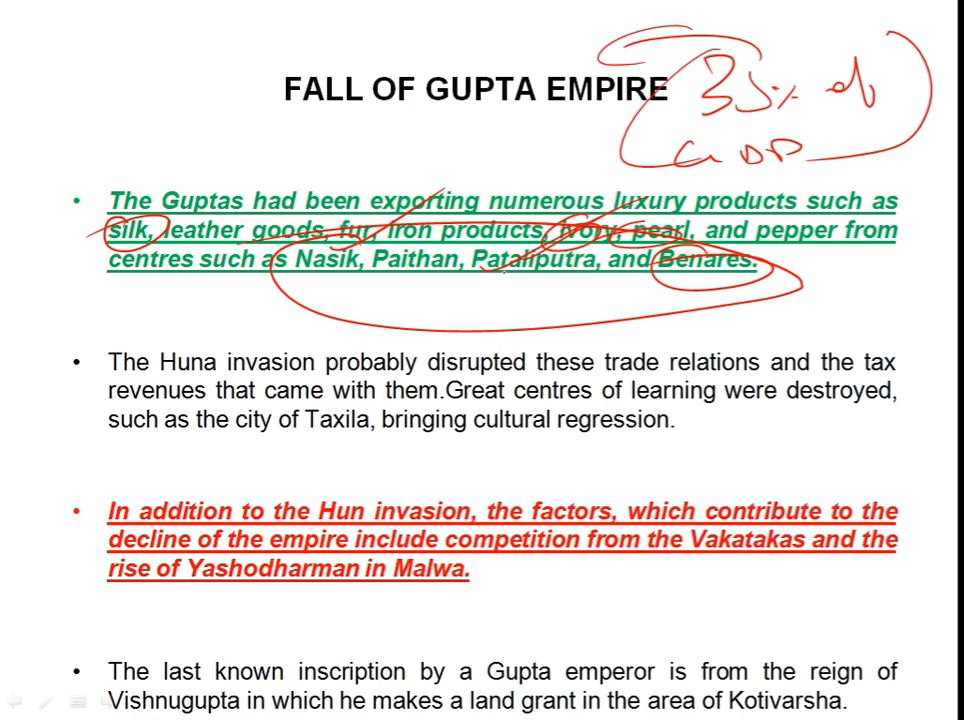 35% of
GDP
FALL OF GUPTA EMPIRE
• The Guptas had been exporting numerous luxury products such as
silk, leather goods, fur, iron products, ivory, pearl, and pepper from
centres such as Nasik, Paithan, Pataliputra, and Benares.
• The Huna invasion probably disrupted these trade relations and the tax
revenues that came with them.Great centres of learning were destroyed,
such as the city of Taxila, bringing cultural regression.
• In addition to the Hun invasion, the factors, which contribute to the
decline of the empire include competition from the Vakatakas and the
rise of Yashodharman in Malwa.
• The last known inscription by a Gupta emperor is from the reign of
Vishnugupta in which he makes a land grant in the area of Kotivarsha.